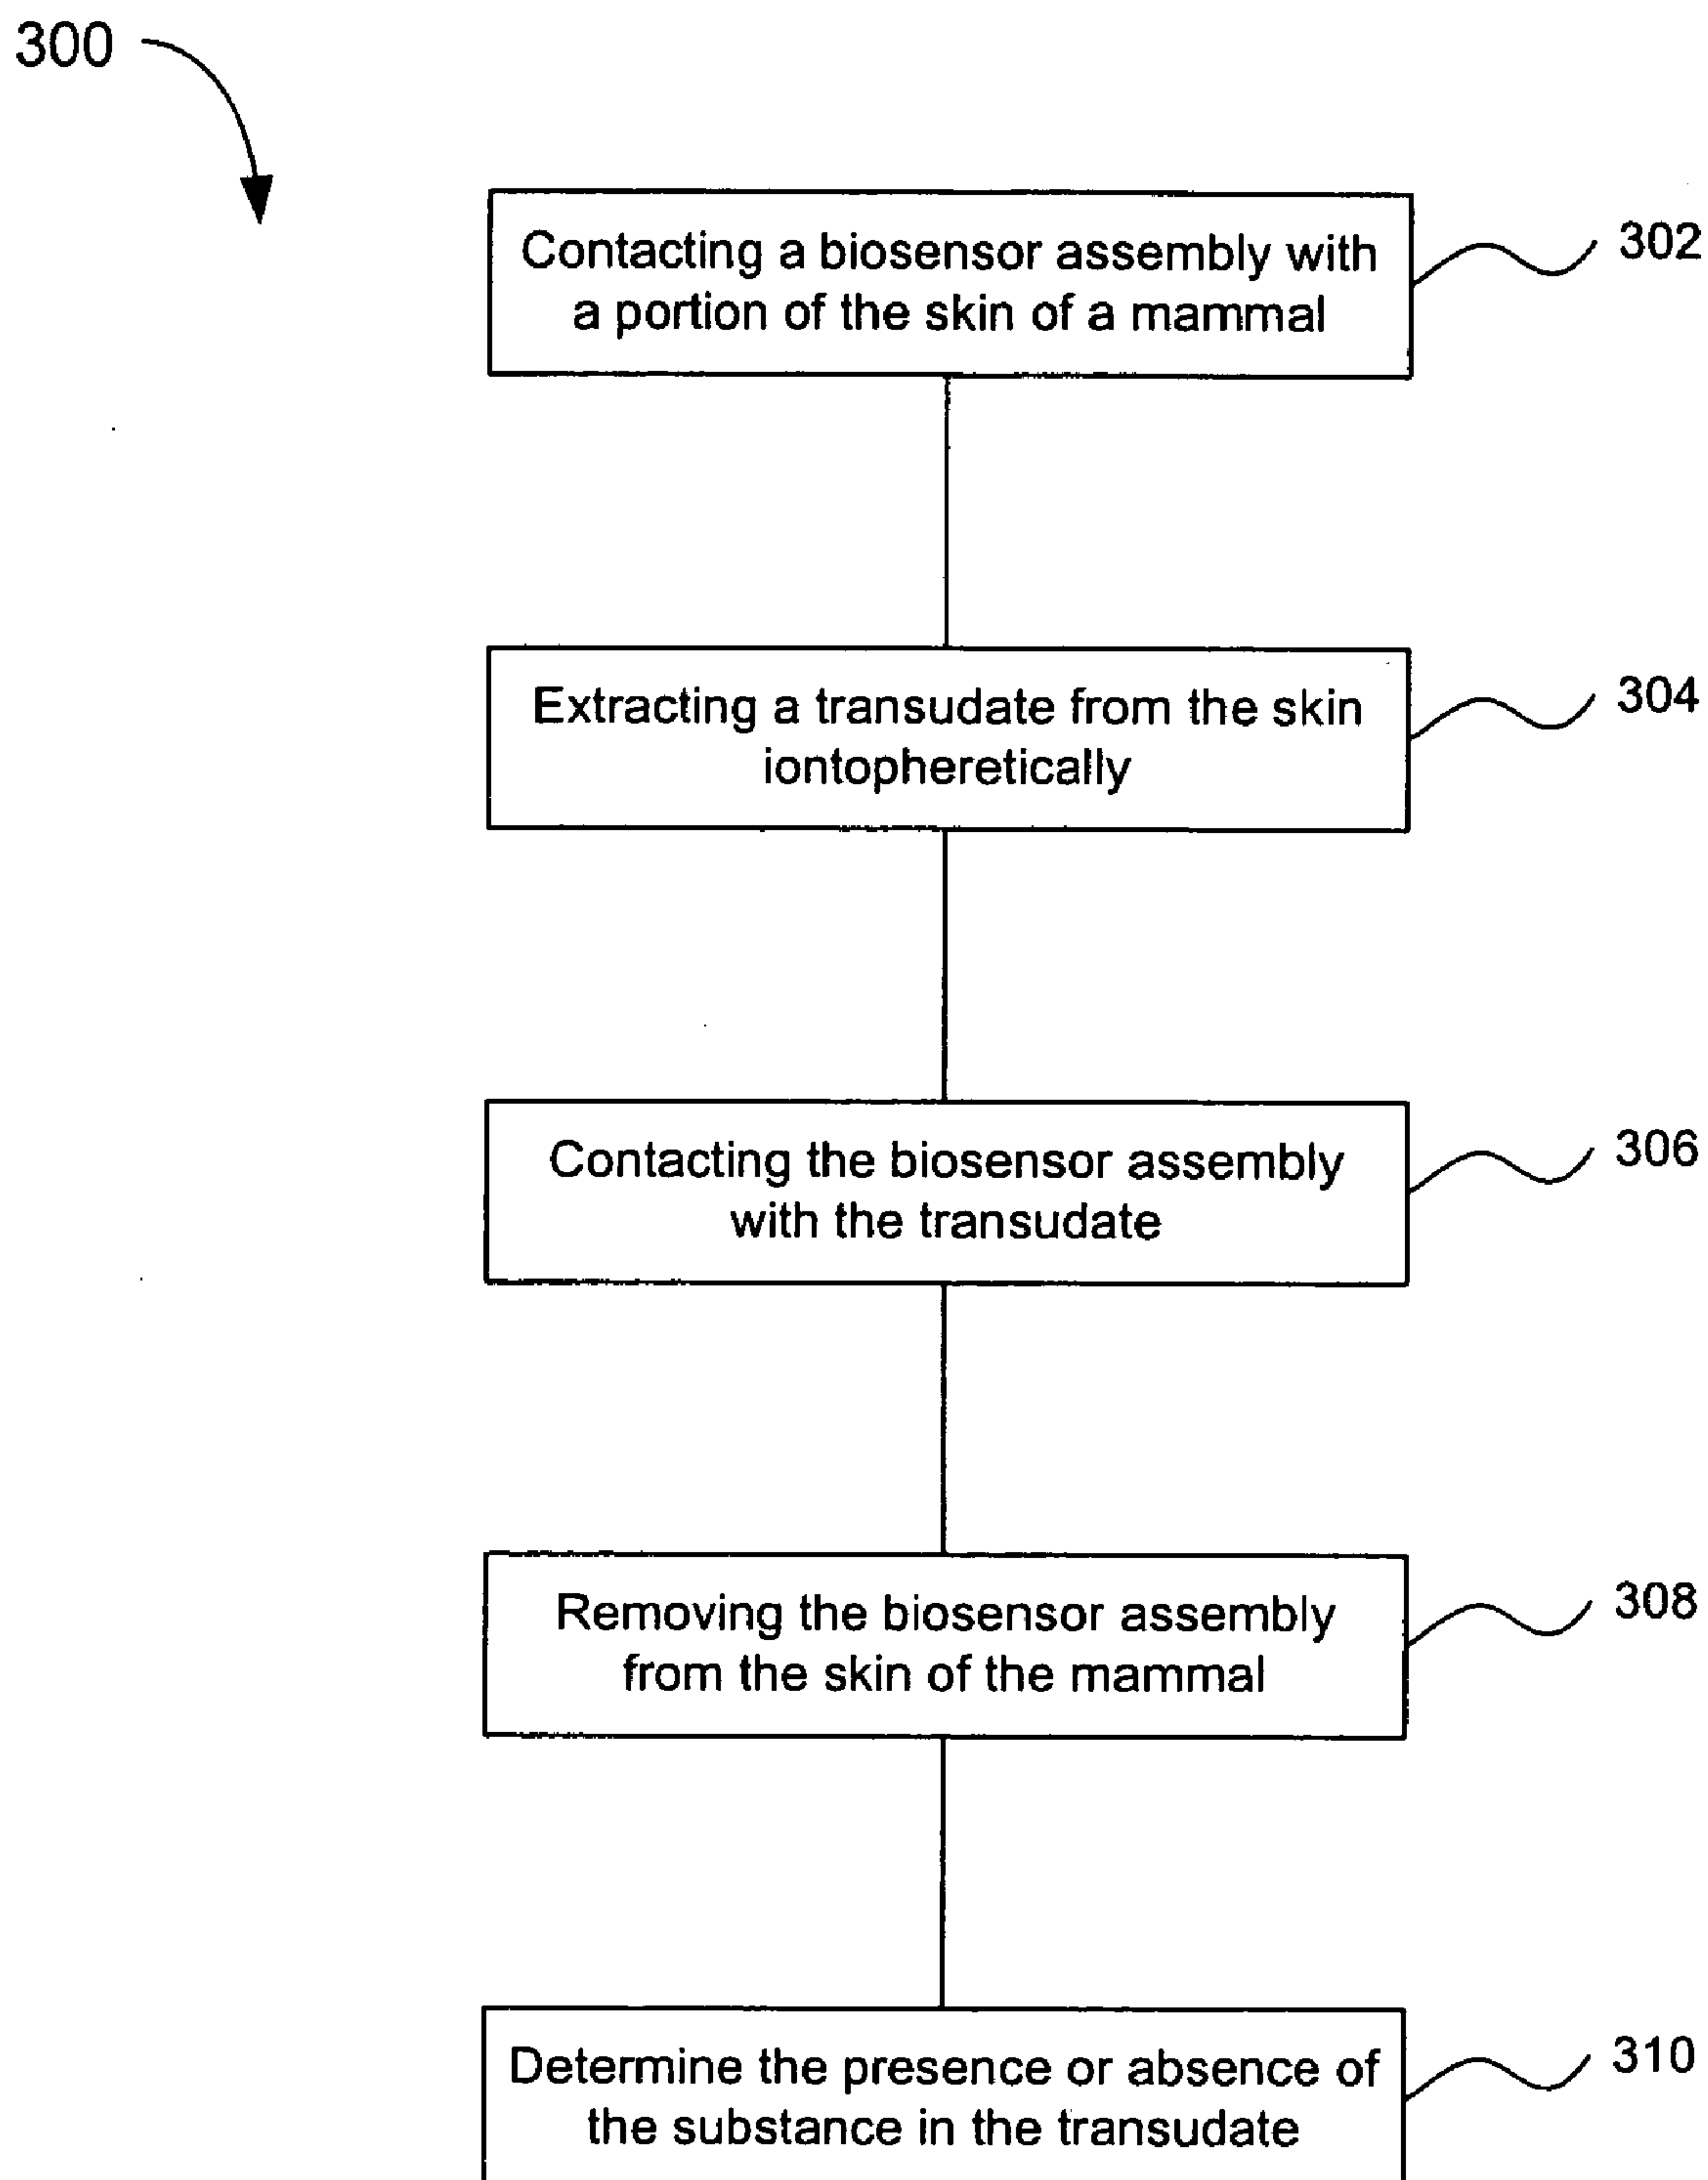 300
Contacting a biosensor assembly with
a portion of the skin of a mammal
302
Extracting a transudate from the skin
iontopheretically
304
Contacting the biosensor assembly
with the transudate
306
Removing the biosensor assembly
from the skin of the mammal
308
Determine the presence or absence of
the substance in the transudate
310